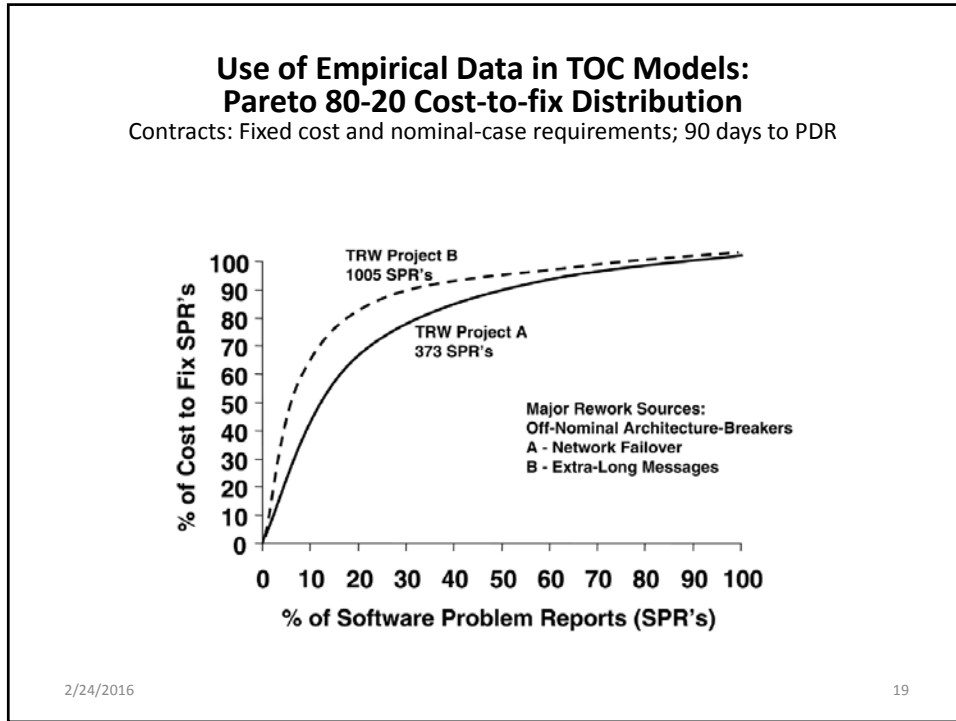 Use of Empirical Data in TOC Models:
Pareto 80-20 Cost-to-fix Distribution
Contracts: Fixed cost and nominal-case requirements; 90 days to PDR
TRW Project B
1005 SPR's
TRW Project A
373 SPR's
Major Rework Sources:
Off-Nominal Architecture-Breakers
A - Network Failover
B - Extra-Long Messages
% of Cost to Fix SPR's
100
90
80
70
60
50
40
30
20
10
0
0 10 20 30 40 50 60 70 80 90 100
% of Software Problem Reports (SPR's)
2/24/2016
19